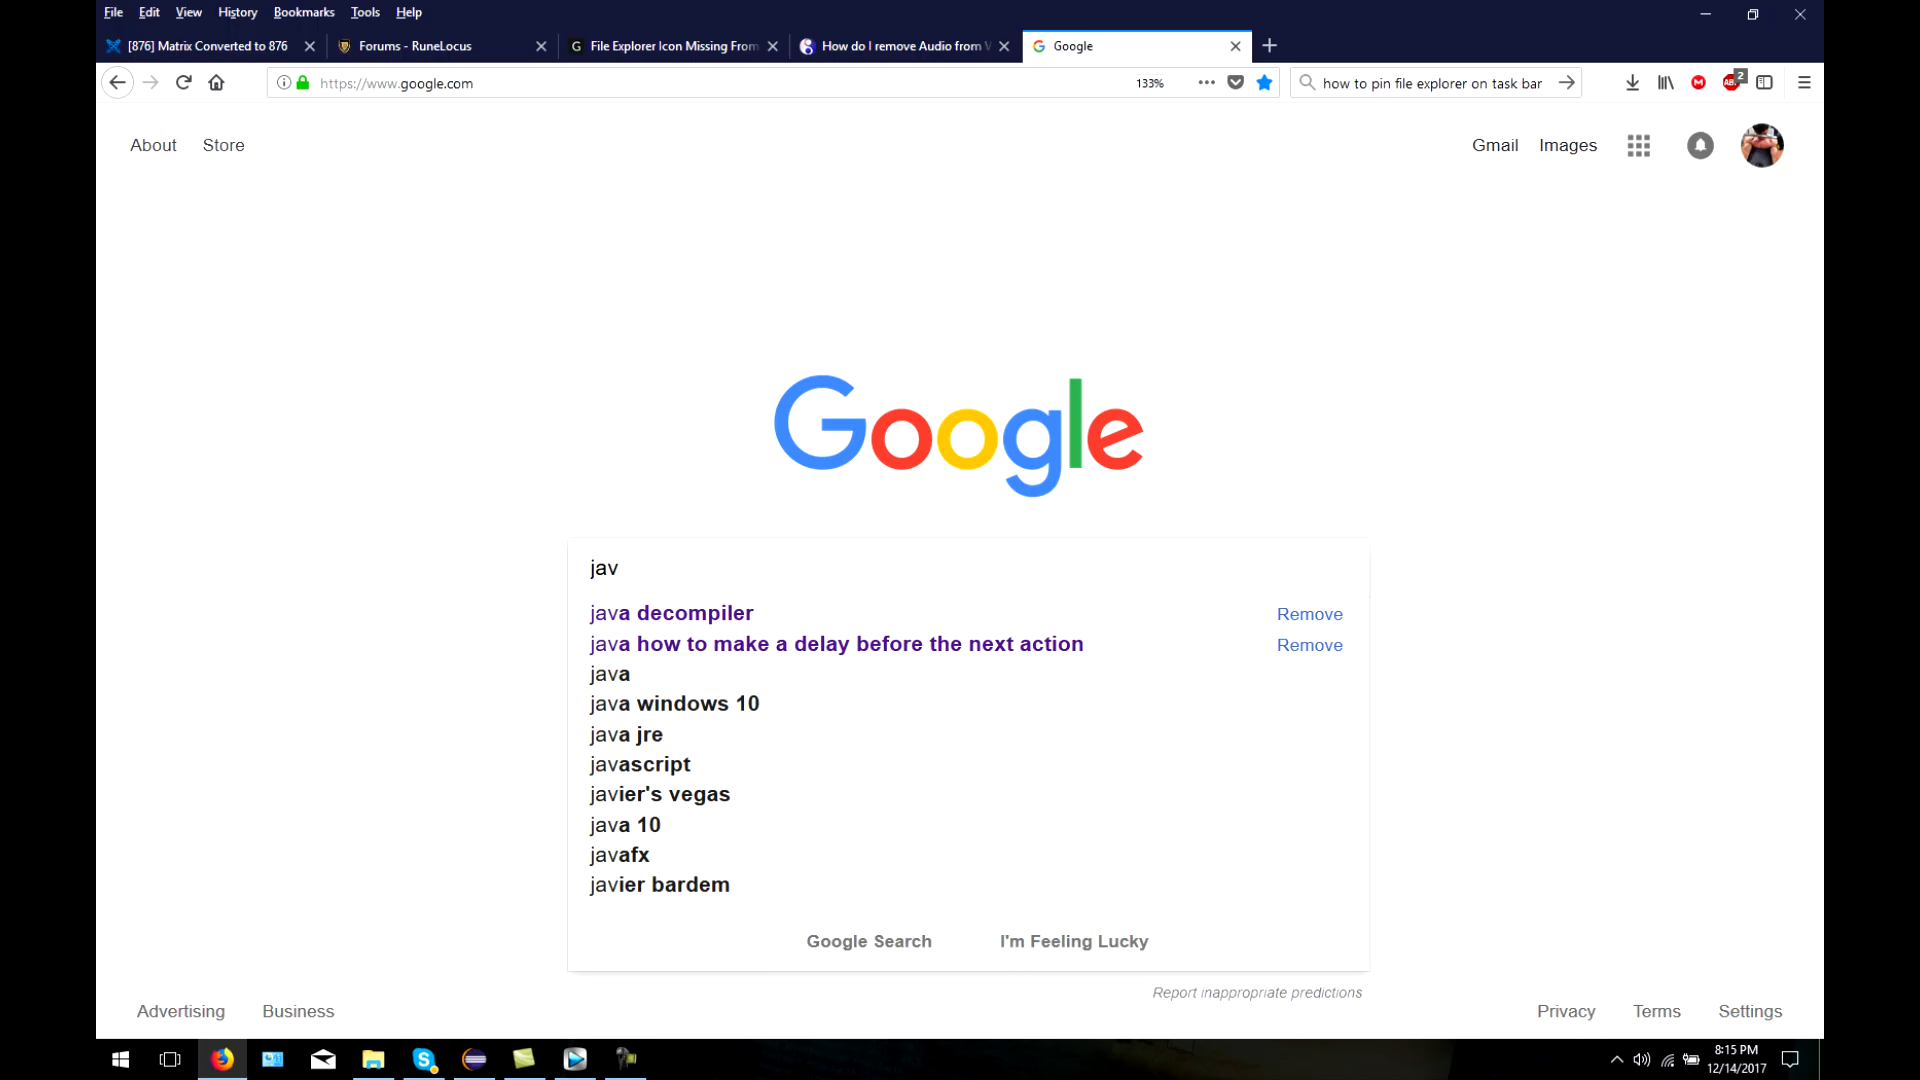 File Edit View History Bookmarks Tools Help
[876] Matrix Converted to 876
Forums - RuneLocus
File Explorer Icon Missing From
How do I remove Audio from
Google
https://www.google.com
133%
how to pin file explorer on task bar
2
About Store
Gmail Images
Google
jav
java decompiler Remove
java how to make a delay before the next action Remove
java
java windows 10
java jre
javascript
javier's vegas
java 10
javafx
javier bardem
Google Search I'm Feeling Lucky
Report inappropriate predictions
Advertising Business
Privacy Terms Settings
8:15 PM
12/14/2017